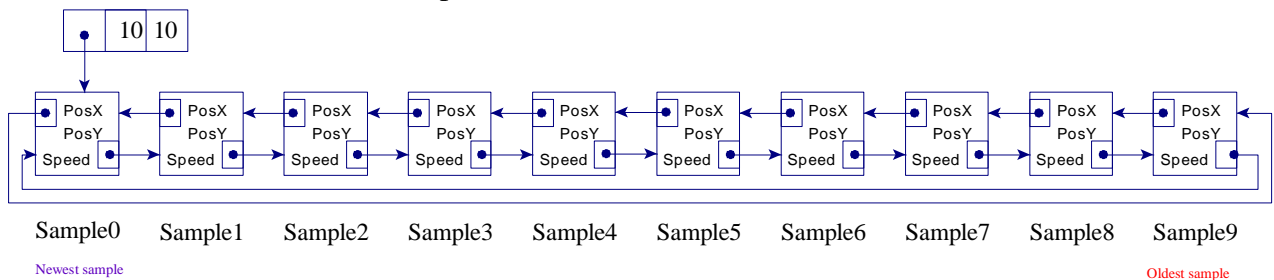 10 10
PosX PosX PosX PosX PosX PosX PosX PosX PosX PosX
PosY PosY PosY PosY PosY PosY PosY PosY PosY PosY
Speed Speed Speed Speed Speed Speed Speed Speed Speed Speed
Sample0 Sample1 Sample2 Sample3 Sample4 Sample5 Sample6 Sample7 Sample8 Sample9
Newest sample Oldest sample